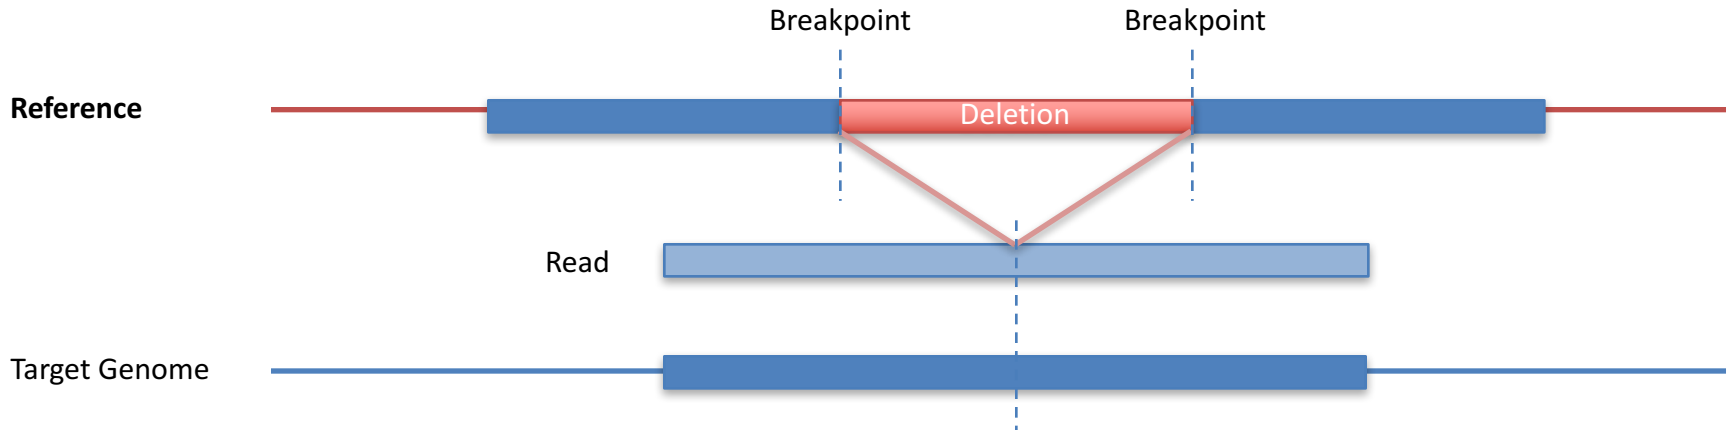 Breakpoint Breakpoint
Reference Deletion
Read
Target Genome